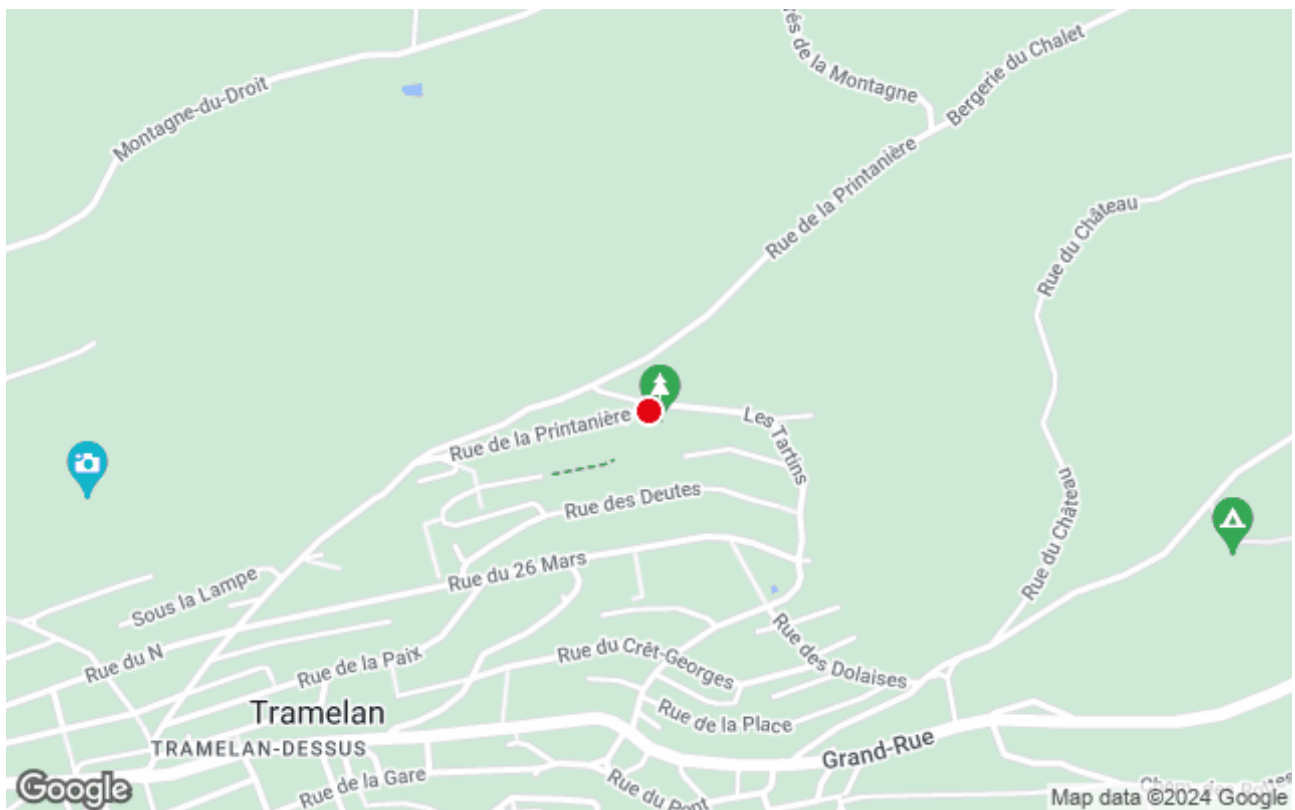 Montagne-du-Droit
de la Montagne
Bergerie du Chalet
Rue de la Printanière
Rue du Château
Rue de la Printanière
Les Tartins
Rue des Deutes
Rue du Château
Rue du 26 Mars
Sous la Lampe
Rue du N
Rue de la Paix
Rue du Crêt-Georges
Rue des Dolaises
Tramelan
Rue de la Place
TRAMELAN-DESSUS
Grand-Rue
Rue de la Gare
Rue du Pont
Google
Map data ©2024 Google